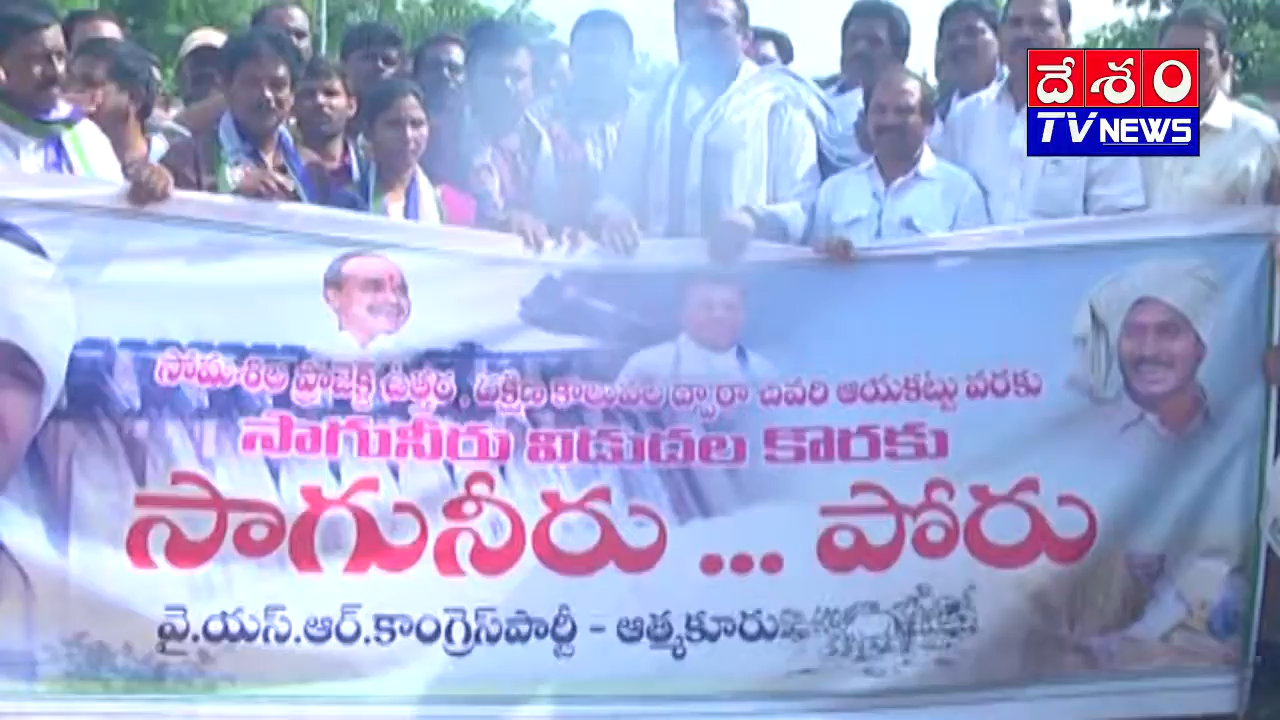 దేశం
TV NEWS
సోమశిల ప్రాజెక్ట్ ఉత్తర, దక్షిణ కాలువల ద్వారా చివరి ఆయకట్టు వరకు
సాగునీరు విడుదల కొరకు
సాగునీరు ... పోరు
వై.యస్.ఆర్.కాంగ్రెస్‌పార్టీ - ఆత్మకూరు